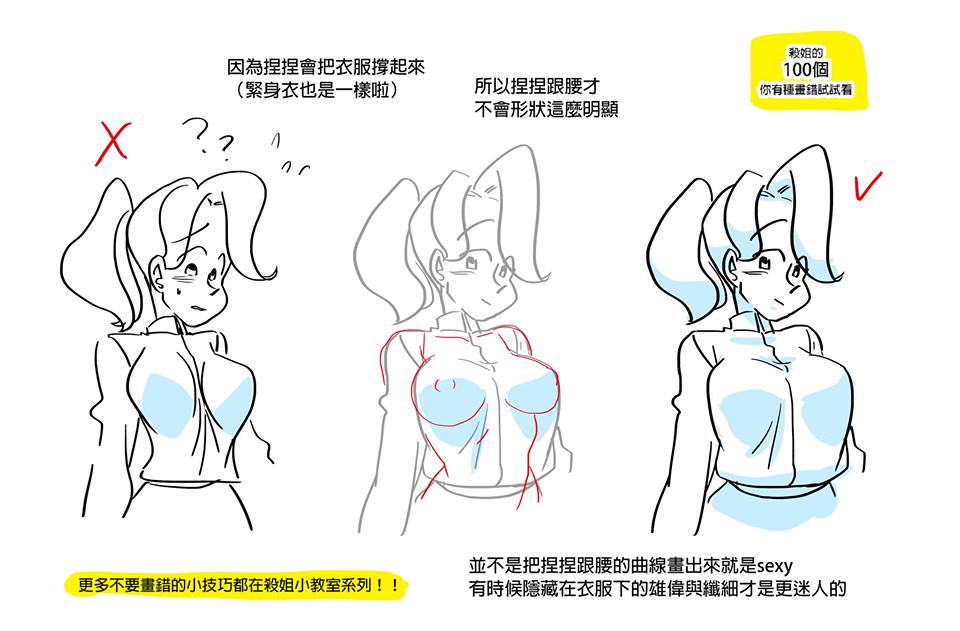 殺姐的
100個
你有種畫錯試試看
因為捏捏會把衣服撐起來
（緊身衣也是一樣啦）
所以捏捏跟腰才
不會形狀這麼明顯
??
更多不要畫錯的小技巧都在殺姐小教室系列！！
並不是把捏捏跟腰的曲線畫出來就是sexy
有時候隱藏在衣服下的雄偉與纖細才是更迷人的